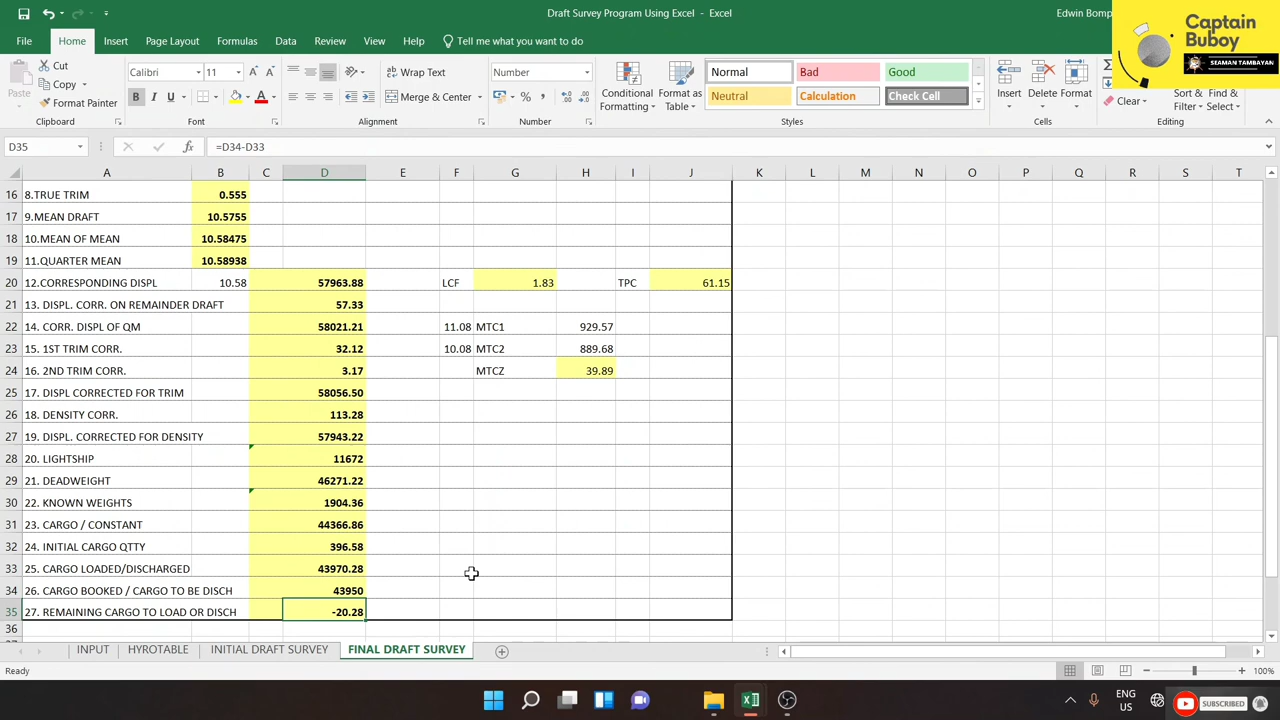 Draft Survey Program Using Excel - Excel
Edwin Bomp
Captain
Buboy
SEAMAN TAMBAYAN
File Home Insert Page Layout Formulas Data Review View Help Tell me what you want to do
Paste
Cut
Copy
Format Painter
Clipboard
Calibri 11
B I U
Font
Wrap Text
Merge & Center
Alignment
Number
% ,
Number
Conditional
Formatting
Format as
Table
Normal Bad Good
Neutral Calculation Check Cell
Styles
Insert Delete Format
Cells
Clear
Sort &
Filter
Find &
Select
Editing
D35 fx =D34-D33
A B C D E F G H I J K L M N O P Q R S T
16 8.TRUE TRIM 0.555
17 9.MEAN DRAFT 10.5755
18 10.MEAN OF MEAN 10.58475
19 11.QUARTER MEAN 10.58938
20 12.CORRESPONDING DISPL 10.58 57963.88 LCF 1.83 TPC 61.15
21 13. DISPL. CORR. ON REMAINDER DRAFT 57.33
22 14. CORR. DISPL OF QM 58021.21 11.08 MTC1 929.57
23 15. 1ST TRIM CORR. 32.12 10.08 MTC2 889.68
24 16. 2ND TRIM CORR. 3.17 MTCZ 39.89
25 17. DISPL CORRECTED FOR TRIM 58056.50
26 18. DENSITY CORR. 113.28
27 19. DISPL. CORRECTED FOR DENSITY 57943.22
28 20. LIGHTSHIP 11672
29 21. DEADWEIGHT 46271.22
30 22. KNOWN WEIGHTS 1904.36
31 23. CARGO / CONSTANT 44366.86
32 24. INITIAL CARGO QTTY 396.58
33 25. CARGO LOADED/DISCHARGED 43970.28
34 26. CARGO BOOKED / CARGO TO BE DISCH 43950
35 27. REMAINING CARGO TO LOAD OR DISCH -20.28
36
INPUT HYROTABLE INITIAL DRAFT SURVEY FINAL DRAFT SURVEY
Ready
100%
ENG
US
SUBSCRIBED